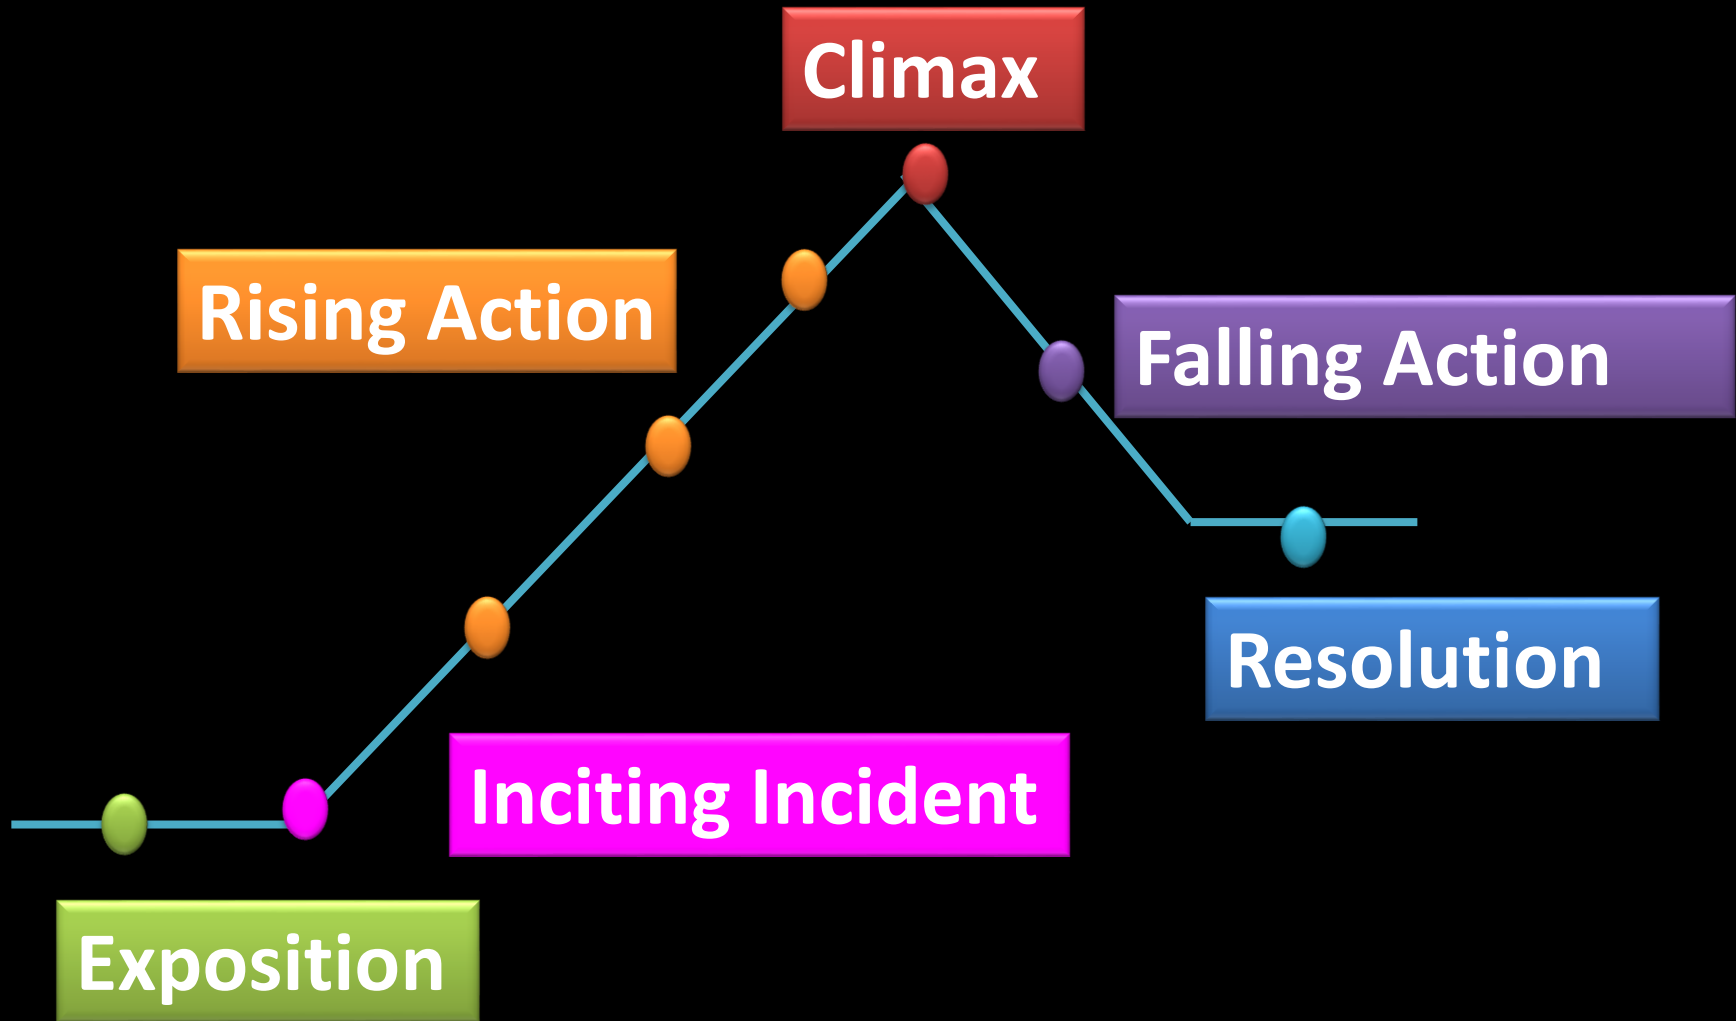 Climax
Rising Action
Falling Action
Resolution
Inciting Incident
Exposition